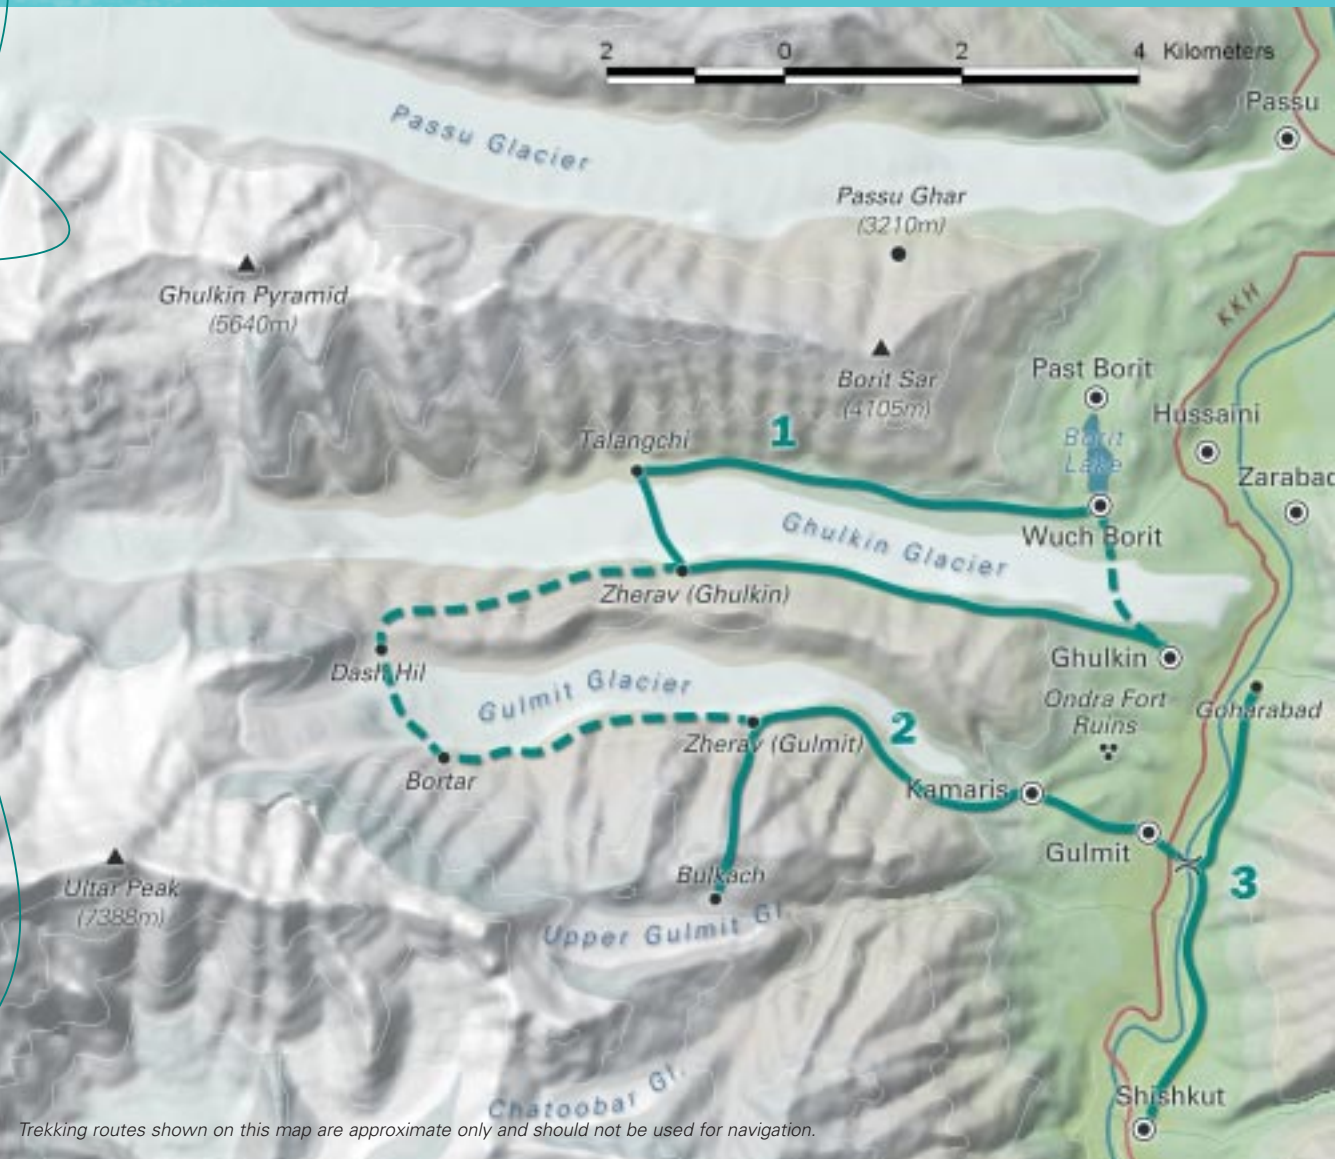 2 0 2 4 Kilometers
Passu
Passu Glacier
Passu Ghar
(3210m)
Ghulkin Pyramid
(5640m)
KKH
Past Borit
Borit Sar
(4105m)
Hussaini
Talangchi
1
Borit
Lake
Zarabad
Ghulkin Glacier
Wuch Borit
Zherav (Ghulkin)
Ghulkin
Dash Hil
Gulmit Glacier
Ondra Fort
Ruins
Goharabad
2
Zherav (Gulmit)
Bortar
Kamaris
Gulmit
Ultar Peak
(7388m)
Bulkach
3
Upper Gulmit Gl.
Chatoobar Gl.
Shishkut
Trekking routes shown on this map are approximate only and should not be used for navigation.